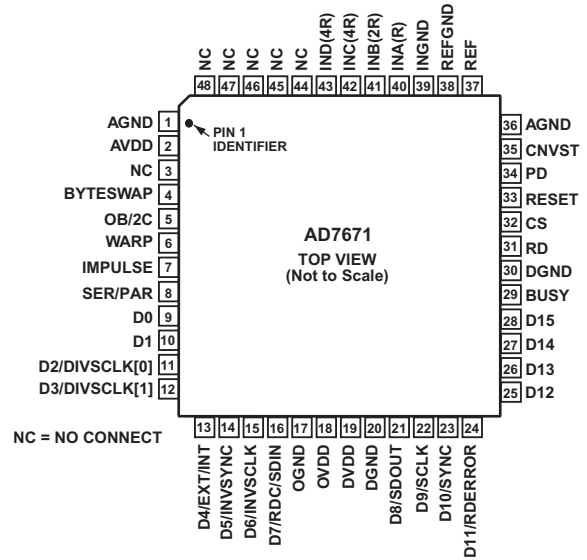 NC
NC
NC
NC
NC
IND(4R)
INC(4R)
INB(2R)
INA(R)
INGND
REFGND
REF
48 47 46 45 44 43 42 41 40 39 38 37
AGND 1
AVDD 2
NC 3
BYTESWAP 4
OB/2C 5
WARP 6
IMPULSE 7
SER/PAR 8
D0 9
D1 10
D2/DIVSCLK[0] 11
D3/DIVSCLK[1] 12
PIN 1
IDENTIFIER
AD7671
TOP VIEW
(Not to Scale)
36 AGND
35 CNVST
34 PD
33 RESET
32 CS
31 RD
30 DGND
29 BUSY
28 D15
27 D14
26 D13
25 D12
13 14 15 16 17 18 19 20 21 22 23 24
NC = NO CONNECT
D4/EXT/INT
D5/INVSYNC
D6/INVSCLK
D7/RDC/SDIN
OGND
OVDD
DVDD
DGND
D8/SDOUT
D9/SCLK
D10/SYNC
D11/RDERROR